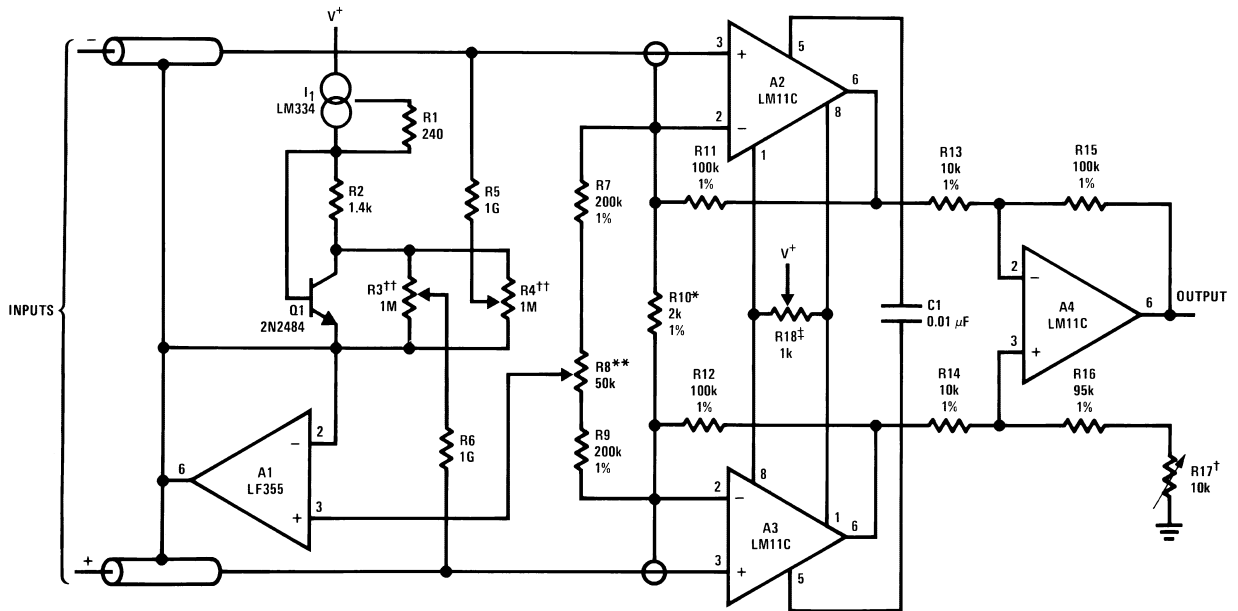 V+
−
3
5
A2
LM11C
6
8
2
1
I1
LM334
R1
240
R2
1.4k
R5
1G
R7
200k
1%
R11
100k
1%
R13
10k
1%
R15
100k
1%
INPUTS
Q1
2N2484
R3††
1M
R4††
1M
R10*
2k
1%
V+
R18‡
1k
C1
0.01 μF
2
−
A4
LM11C
3
+
6
OUTPUT
R8**
50k
R12
100k
1%
R14
10k
1%
R16
95k
1%
R17†
10k
R6
1G
R9
200k
1%
6
A1
LF355
2
−
3
+
+
2
−
8
A3
LM11C
1
6
3
+
5
+
−